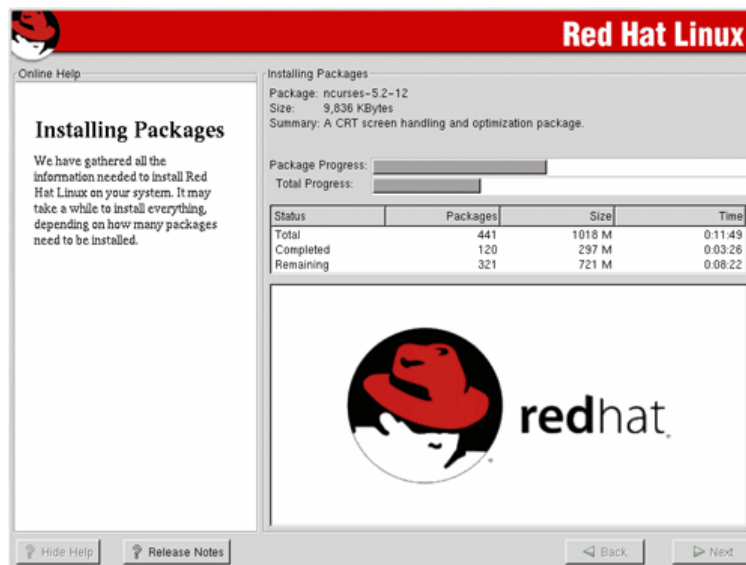 Red Hat Linux
Online Help
Installing Packages
We have gathered all the
information needed to install Red
Hat Linux on your system. It may
take a while to install everything,
depending on how many packages
need to be installed.
Installing Packages
Package: ncurses-5.2-12
Size: 9,836 KBytes
Summary: A CRT screen handling and optimization package.
Package Progress:
Total Progress:
Status Packages Size Time
Total 441 1018 M 0:11:49
Completed 120 297 M 0:03:26
Remaining 321 721 M 0:08:22
redhat
Hide Help Release Notes Back Next